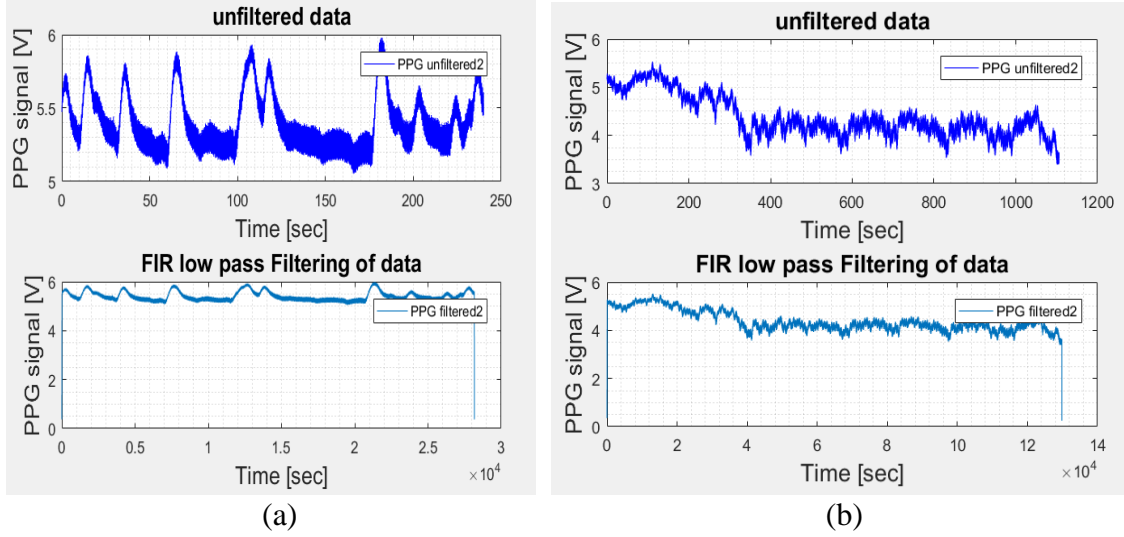 unfiltered data
PPG signal [V]
6
5.5
5
PPG unfiltered2
0 50 100 150 200 250
Time [sec]
FIR low pass Filtering of data
PPG signal [V]
6
4
2
0
PPG filtered2
0 0.5 1 1.5 2 2.5 3
×10⁴
Time [sec]
(a)
unfiltered data
PPG signal [V]
6
5
4
3
PPG unfiltered2
0 200 400 600 800 1000 1200
Time [sec]
FIR low pass Filtering of data
PPG signal [V]
6
4
2
0
PPG filtered2
0 2 4 6 8 10 12 14
×10⁴
Time [sec]
(b)